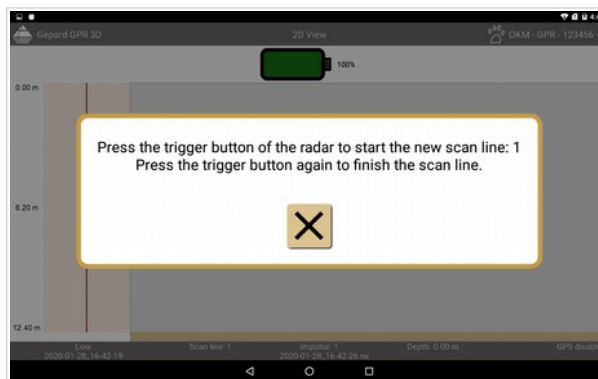 Gepard GPR 3D
2D View
OKM - GPR - 123456
100%
0.00 m
Press the trigger button of the radar to start the new scan line: 1
Press the trigger button again to finish the scan line.
6.20 m
12.40 m
Low
Scan line: 1
Impulse: 1
Depth: 0.00 m
GPS
2020-01-28_16-42-19
2020-01-28_16-42-26.nx